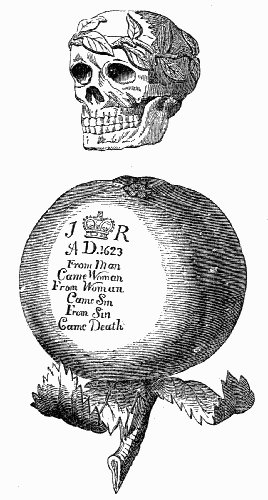 J R
A D. 1623
From Man
Came Woman
From Woman
Came Sin
From Sin
Came Death